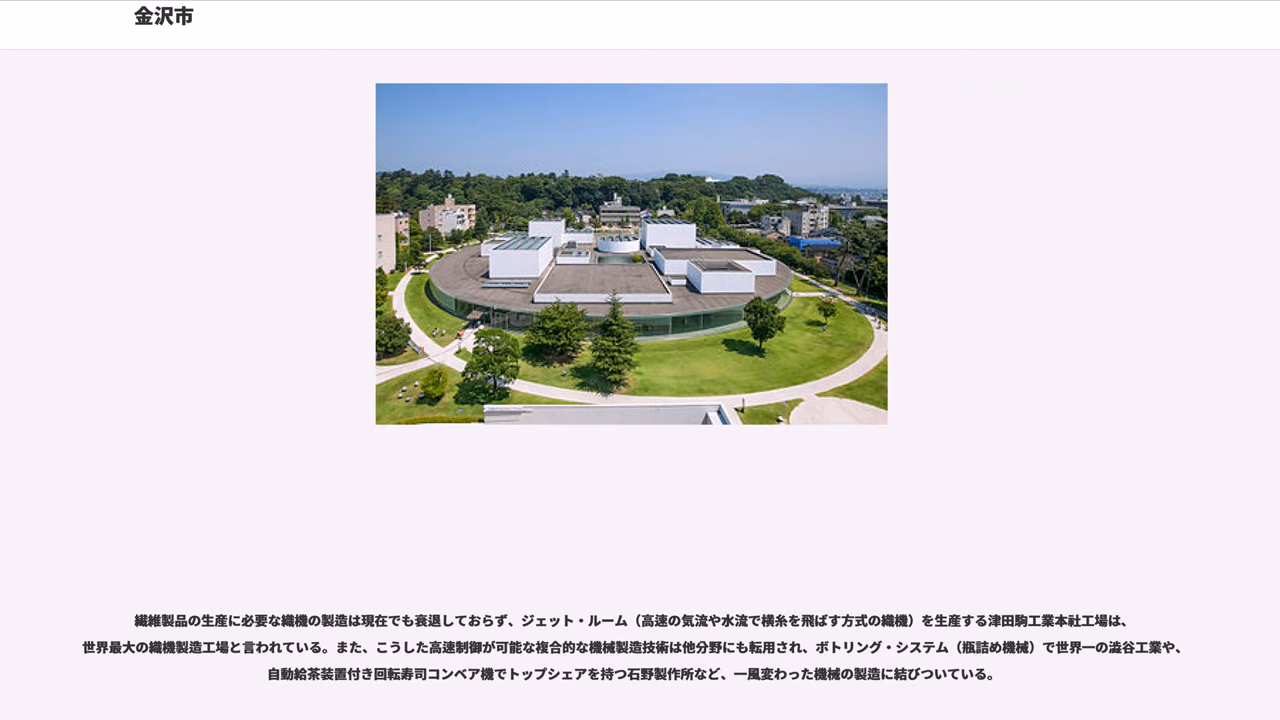 金沢市
繊維製品の生産に必要な織機の製造は現在でも衰退しておらず、ジェット・ルーム（高速の気流や水流で横糸を飛ばす方式の織機）を生産する津田駒工業本社工場は、
世界最大の織機製造工場と言われている。また、こうした高速制御が可能な複合的な機械製造技術は他分野にも転用され、ボトリング・システム（瓶詰め機械）で世界一の澁谷工業や、
自動給茶装置付き回転寿司コンベア機でトップシェアを持つ石野製作所など、一風変わった機械の製造に結びついている。